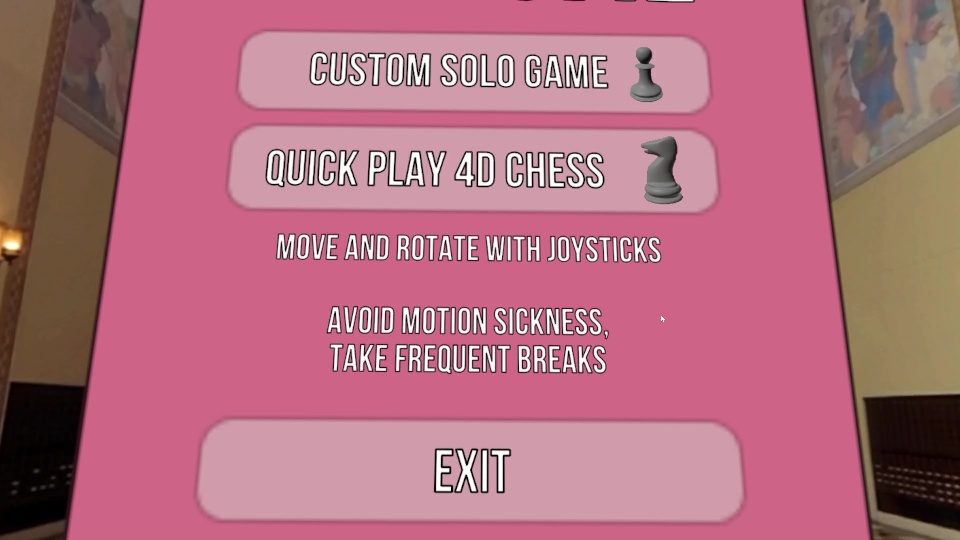 CUSTOM SOLO GAME
QUICK PLAY 4D CHESS
MOVE AND ROTATE WITH JOYSTICKS
AVOID MOTION SICKNESS,
TAKE FREQUENT BREAKS
EXIT